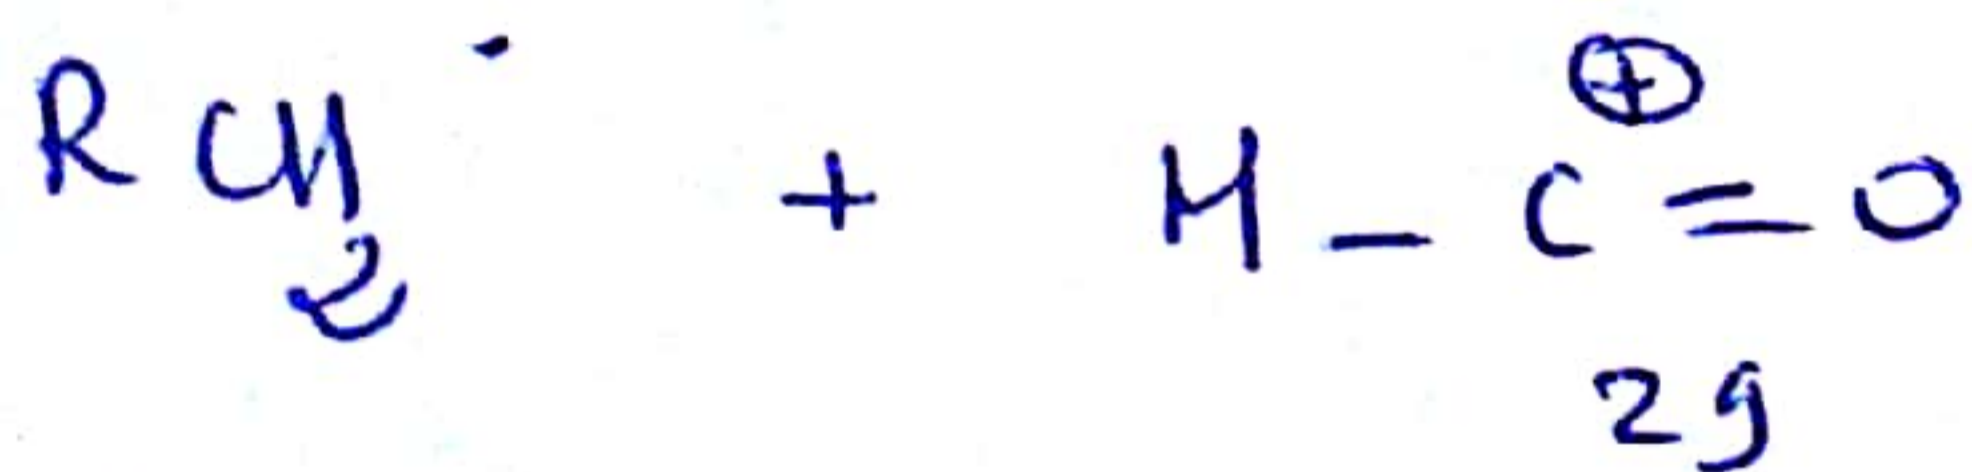 RCH₂˙ + H - C⊕ = O
29